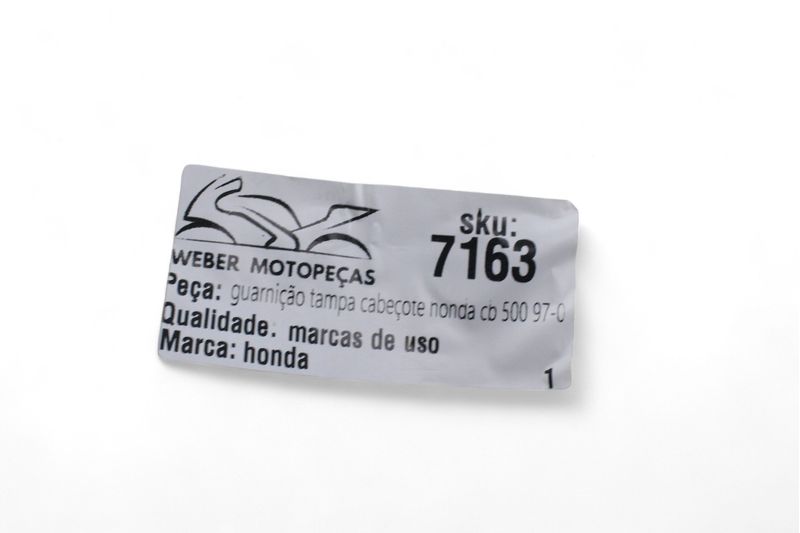 sku:
7163
WEBER MOTOPEÇAS
Peça: guarnição tampa cabeçote honda cb 500 97-0
Qualidade: marcas de uso
Marca: honda
1